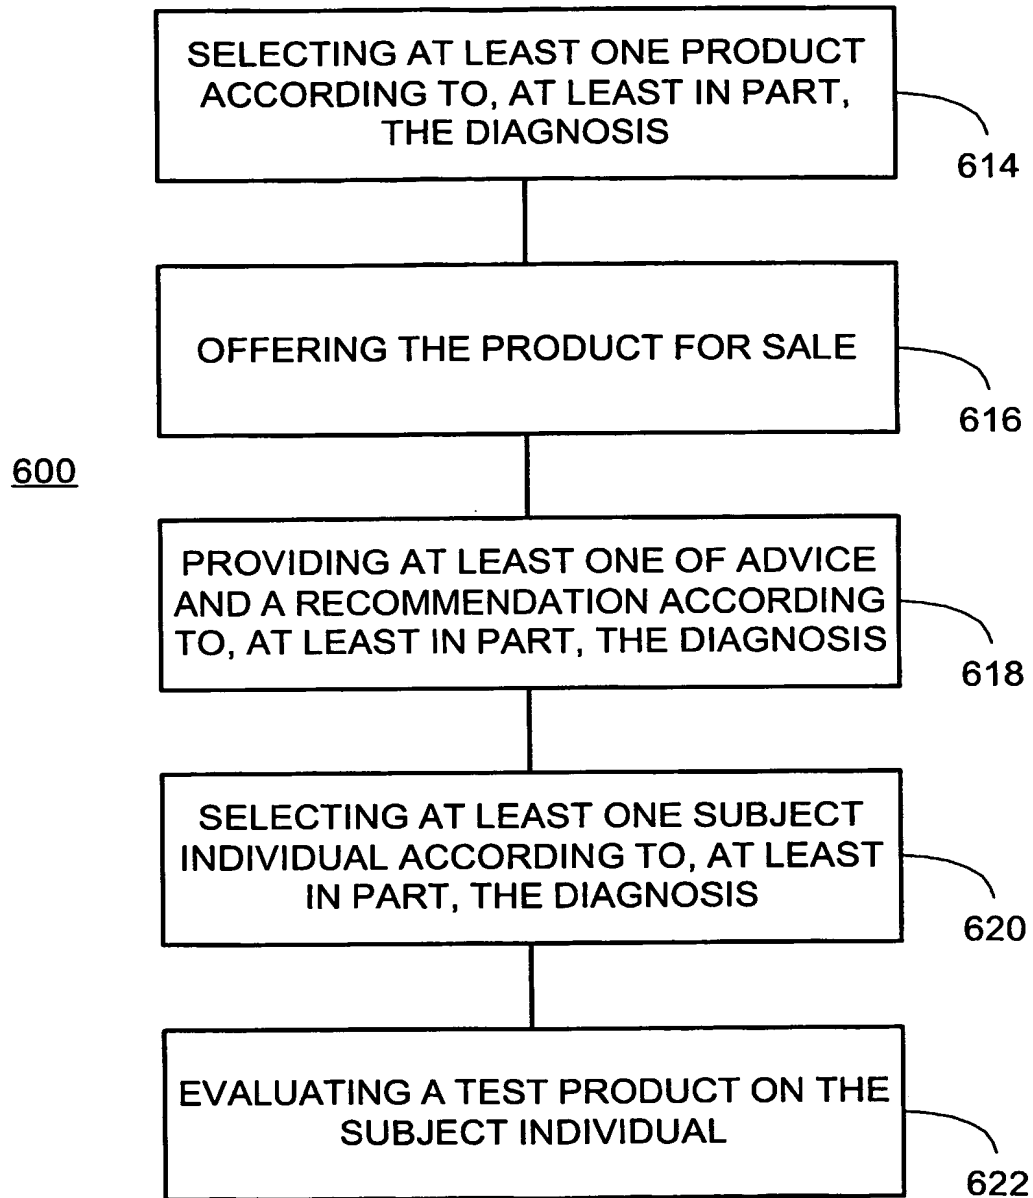 SELECTING AT LEAST ONE PRODUCT
ACCORDING TO, AT LEAST IN PART,
THE DIAGNOSIS
614
OFFERING THE PRODUCT FOR SALE
616
600
PROVIDING AT LEAST ONE OF ADVICE
AND A RECOMMENDATION ACCORDING
TO, AT LEAST IN PART, THE DIAGNOSIS
618
SELECTING AT LEAST ONE SUBJECT
INDIVIDUAL ACCORDING TO, AT LEAST
IN PART, THE DIAGNOSIS
620
EVALUATING A TEST PRODUCT ON THE
SUBJECT INDIVIDUAL
622